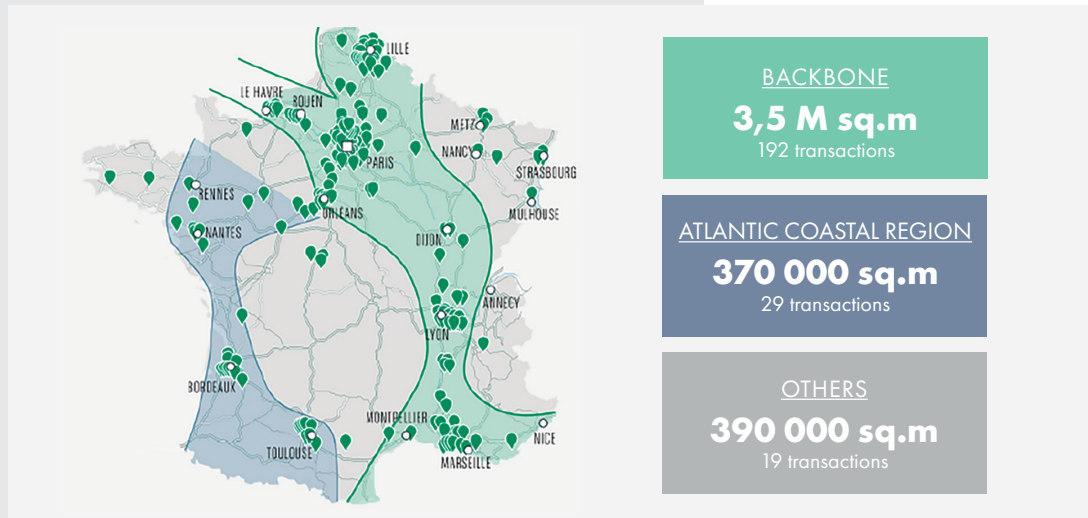 LILLE
LE HAVRE
ROUEN
METZ
NANCY
PARIS
STRASBOURG
RENNES
ORLÉANS
MULHOUSE
NANTES
DIJON
ANNECY
LYON
BORDEAUX
MONTPELLIER
TOULOUSE
NICE
MARSEILLE
BACKBONE
3,5 M sq.m
192 transactions
ATLANTIC COASTAL REGION
370 000 sq.m
29 transactions
OTHERS
390 000 sq.m
19 transactions